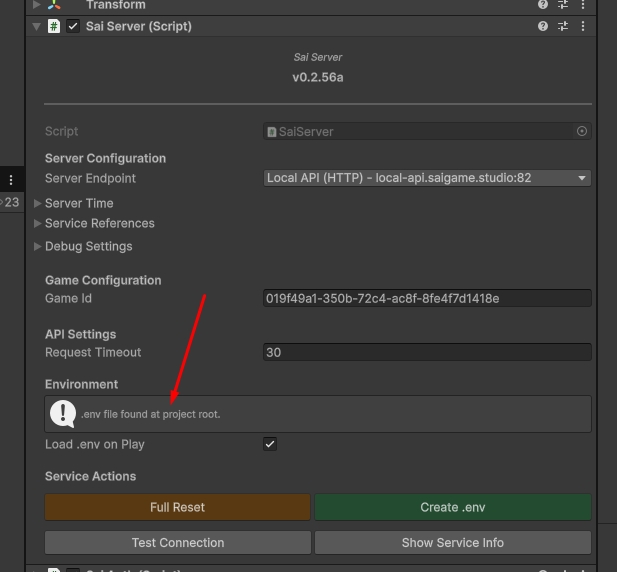 Transform
# Sai Server (Script)
Sai Server
v0.2.56a
Script
# SaiServer
Server Configuration
Server Endpoint
Local API (HTTP) – local-api.saigame.studio:82
23
Server Time
Service References
Debug Settings
Game Configuration
Game Id
019f49a1-350b-72c4-ac8f-8fe4f7d1418e
API Settings
Request Timeout
30
Environment
.env file found at project root.
Load .env on Play
Service Actions
Full Reset
Create .env
Test Connection
Show Service Info